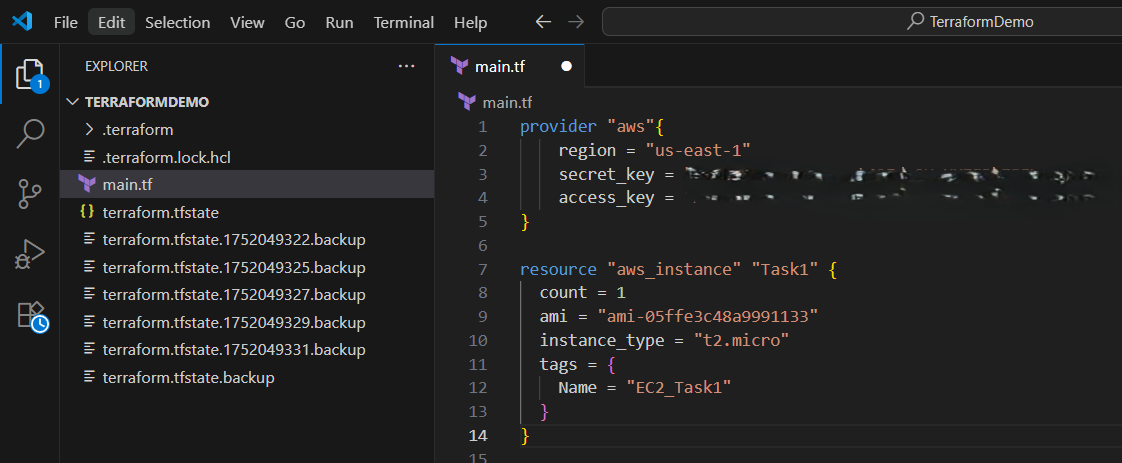 File Edit Selection View Go Run Terminal Help TerraformDemo
EXPLORER ...
main.tf
TERRAFORMDEMO
.terraform
.terraform.lock.hcl
main.tf
terraform.tfstate
terraform.tfstate.1752049322.backup
terraform.tfstate.1752049325.backup
terraform.tfstate.1752049327.backup
terraform.tfstate.1752049329.backup
terraform.tfstate.1752049331.backup
terraform.tfstate.backup
1
main.tf
1 provider "aws"{
2 region = "us-east-1"
3 secret_key =
4 access_key =
5 }
6
7 resource "aws_instance" "Task1" {
8 count = 1
9 ami = "ami-05ffe3c48a9991133"
10 instance_type = "t2.micro"
11 tags = {
12 Name = "EC2_Task1"
13 }
14 }
15